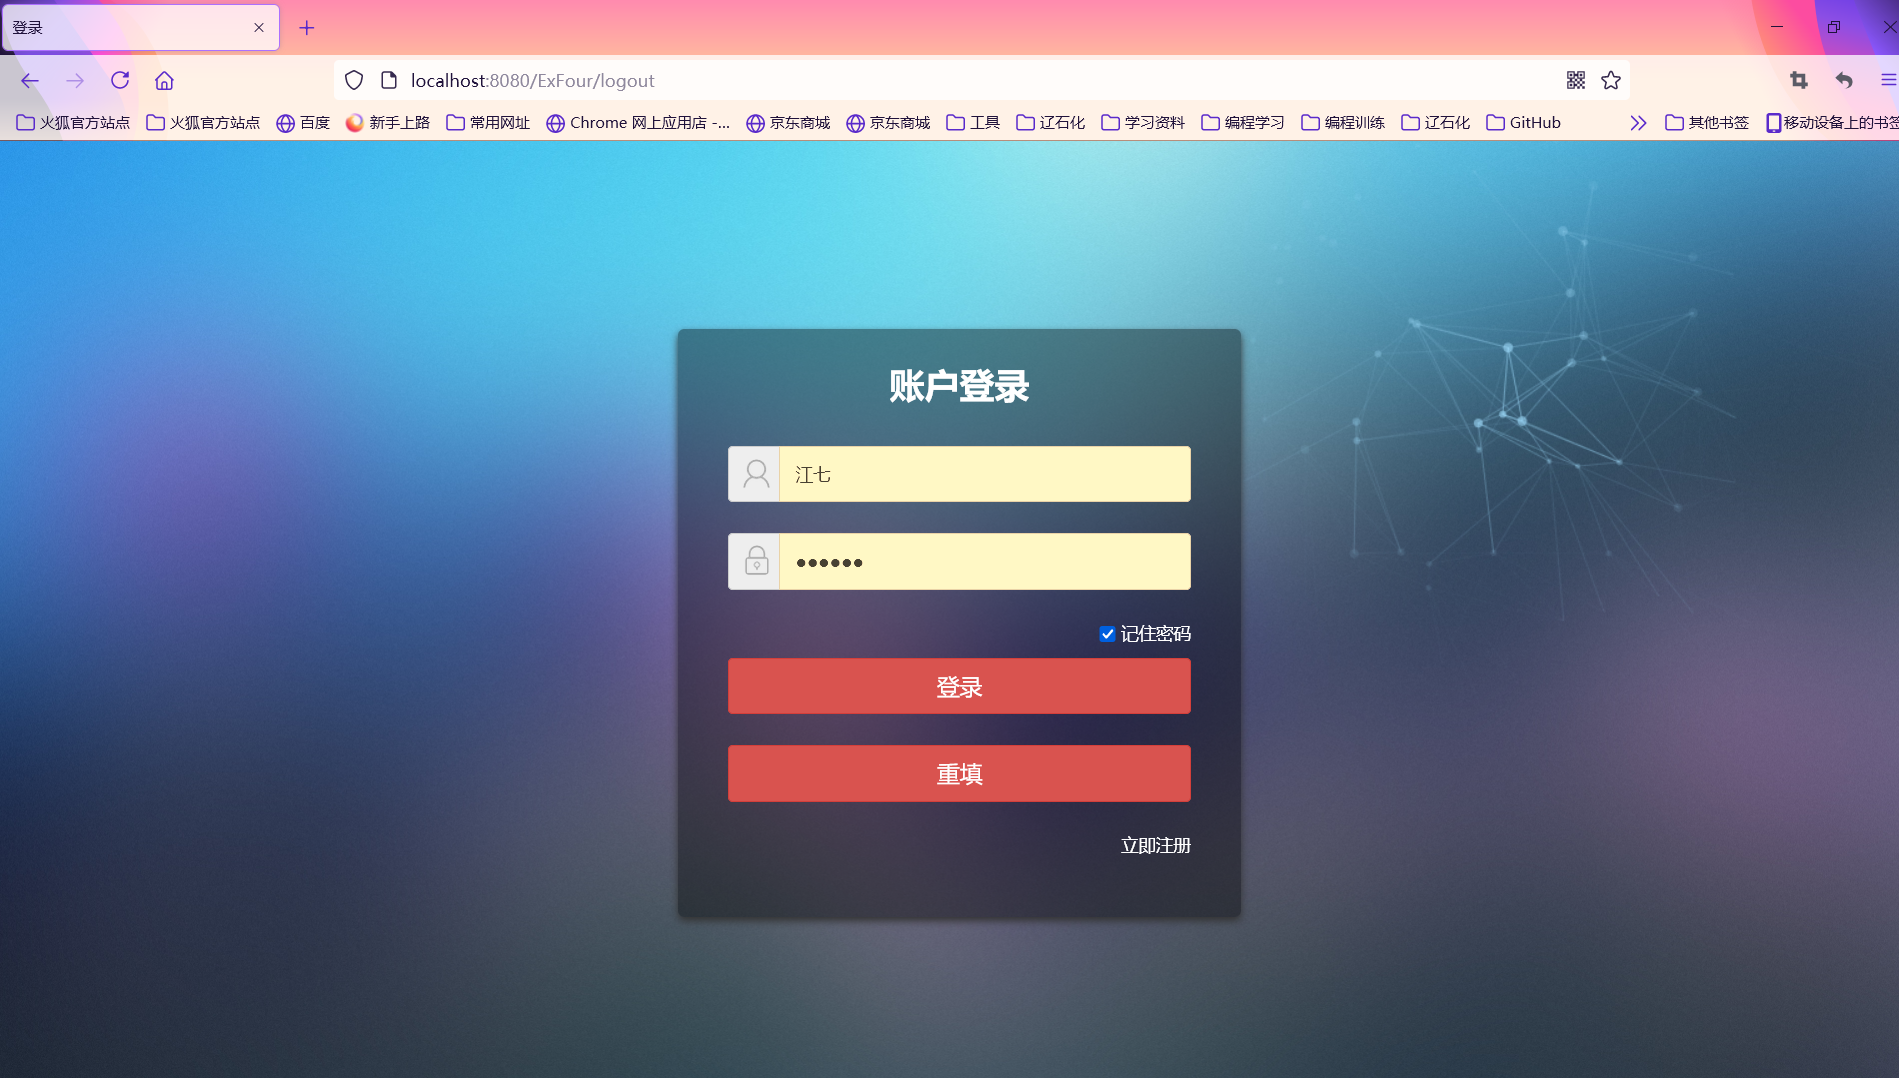 登录
localhost:8080/ExFour/logout
火狐官方站点 火狐官方站点 百度 新手上路 常用网址 Chrome 网上应用店 -... 京东商城 京东商城 工具 辽石化 学习资料 编程学习 编程训练 辽石化 GitHub 其他书签 移动设备上的书签
账户登录
江七
••••••
记住密码
登录
重填
立即注册